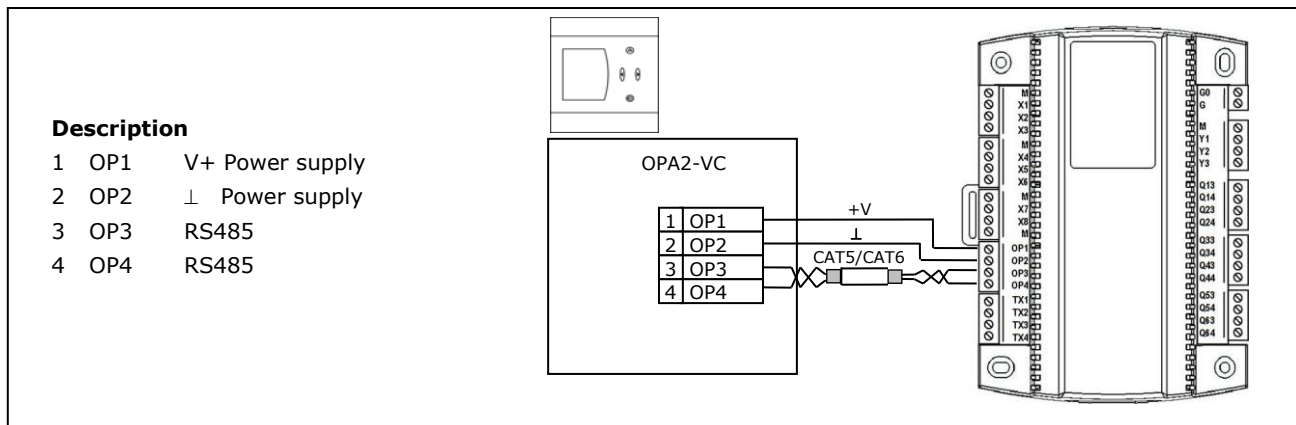 Description
1 OP1 V+ Power supply
2 OP2 ⊥ Power supply
3 OP3 RS485
4 OP4 RS485
OPA2-VC
1 OP1
2 OP2
3 OP3
4 OP4
+V
⊥
CAT5/CAT6
M
X1
X2
X3
M
X4
X5
X6
M
X7
X8
M
OP1
OP2
OP3
OP4
TX1
TX2
TX3
TX4
G0
G
M
Y1
Y2
Y3
Q13
Q14
Q23
Q24
Q33
Q34
Q43
Q44
Q53
Q54
Q63
Q64